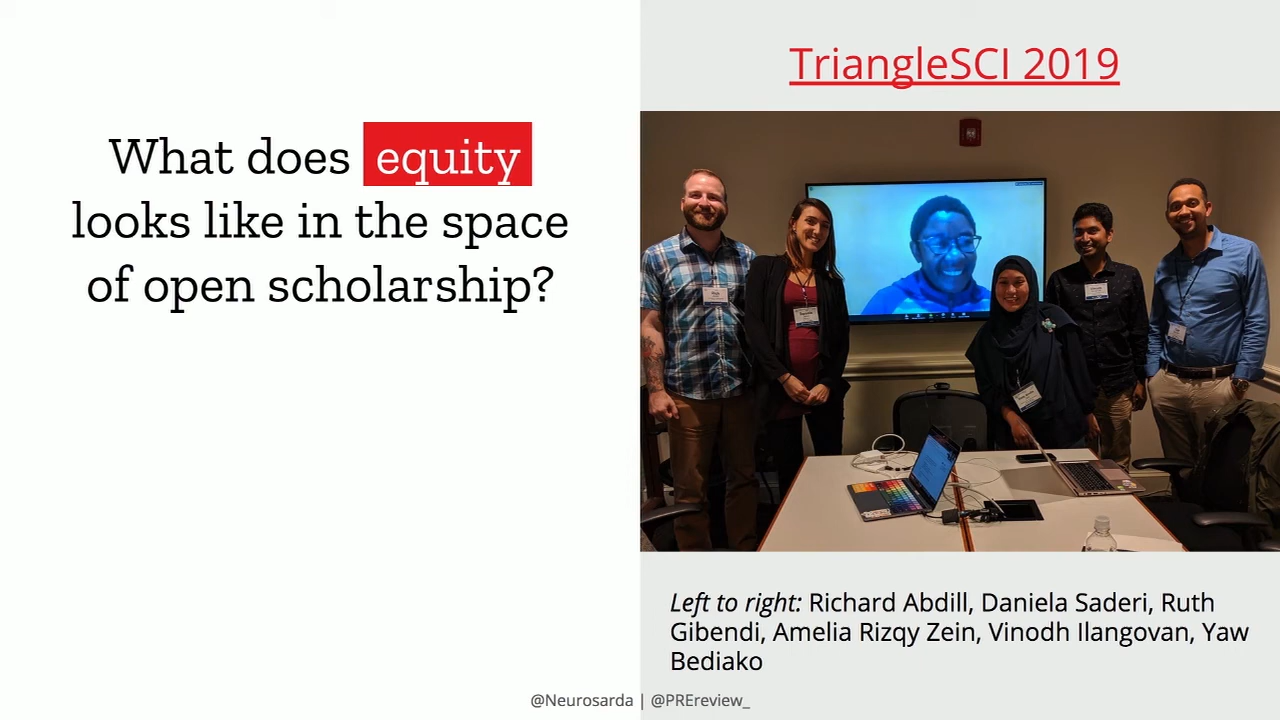 What does equity
looks like in the space
of open scholarship?
TriangleSCI 2019
Left to right: Richard Abdill, Daniela Saderi, Ruth
Gibendi, Amelia Rizqy Zein, Vinodh Ilangovan, Yaw
Bediako
@Neurosarda | @PREreview_